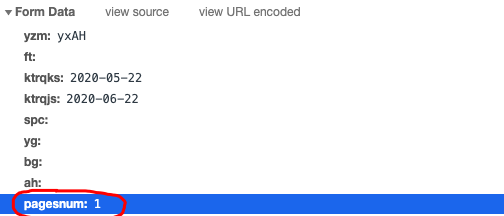 Form Data view source view URL encoded
yzm: yxAH
ft:
ktrqks: 2020-05-22
ktrqjs: 2020-06-22
spc:
yg:
bg:
ah:
pagesnum: 1